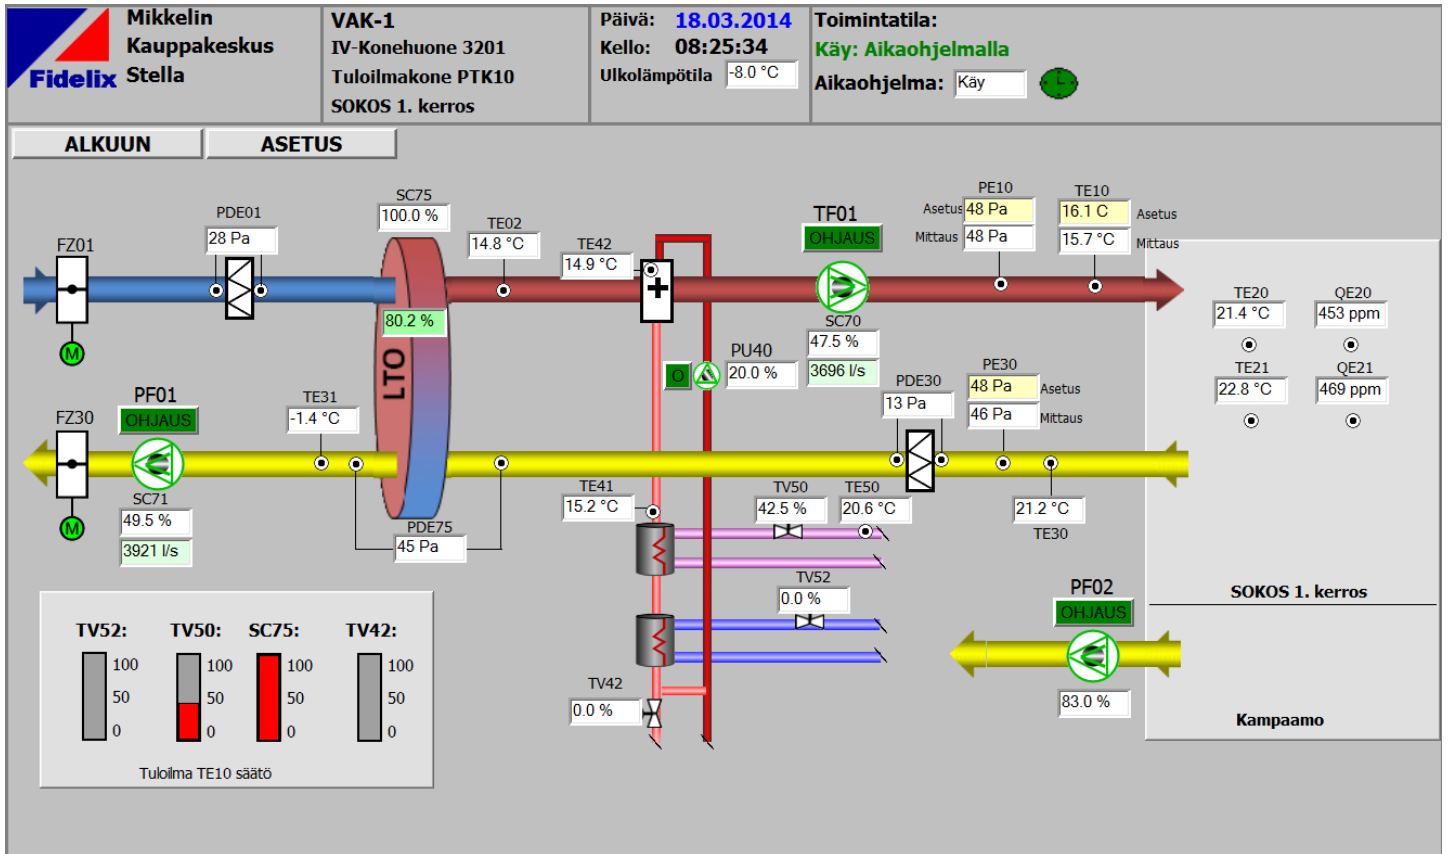 Fidelix
Mikkelin
Kauppakeskus
Stella
VAK-1
IV-Konehuone 3201
Tuloilmakone PTK10
SOKOS 1. kerros
Päivä: 18.03.2014
Kello: 08:25:34
Ulkolämpötila -8.0 °C
Toimintatila:
Käy: Aikaohjelmalla
Aikaohjelma: Käy
ALKUUN
ASETUS
FZ01
M
PDE01
28 Pa
SC75
100.0 %
80.2 %
LTO
TE02
14.8 °C
TE42
14.9 °C
TF01
OHJAUS
SC70
47.5 %
3696 l/s
PE10
Asetus 48 Pa
Mittaus 48 Pa
TE10
16.1 C Asetus
15.7 °C Mittaus
TE20
21.4 °C
QE20
453 ppm
TE21
22.8 °C
QE21
469 ppm
O
PU40
20.0 %
PDE30
13 Pa
PE30
48 Pa Asetus
46 Pa Mittaus
FZ30
M
PF01
OHJAUS
SC71
49.5 %
3921 l/s
TE31
-1.4 °C
PDE75
45 Pa
TE41
15.2 °C
TV50
42.5 %
TE50
20.6 °C
21.2 °C
TE30
TV52
0.0 %
TV42
0.0 %
PF02
OHJAUS
83.0 %
SOKOS 1. kerros
Kampaamo
TV52: TV50: SC75: TV42:
100 100 100 100
50 50 50 50
0 0 0 0
Tuloilma TE10 säätö